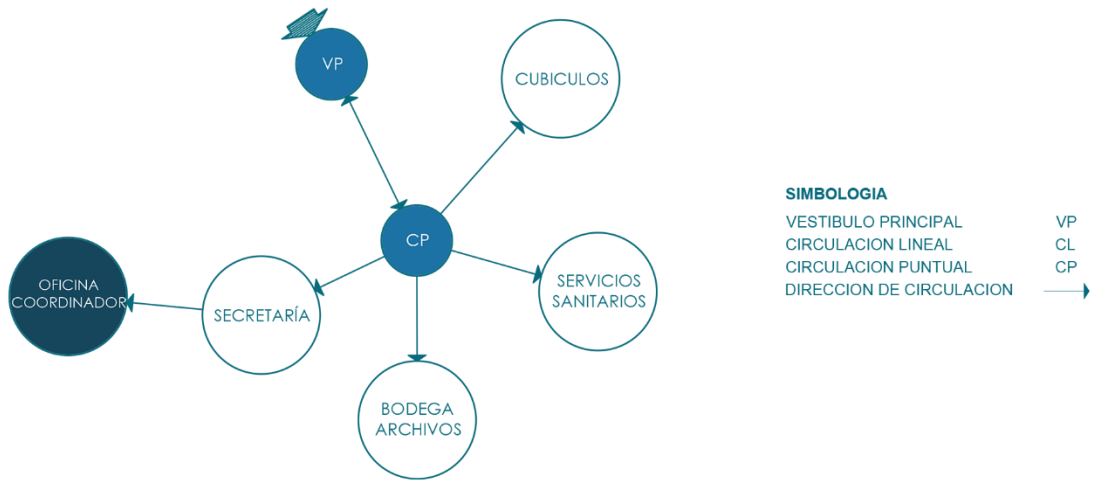 VP
CUBICULOS
CP
SERVICIOS
SANITARIOS
OFICINA
COORDINADOR
SECRETARÍA
BODEGA
ARCHIVOS
SIMBOLOGIA
VESTIBULO PRINCIPAL VP
CIRCULACION LINEAL CL
CIRCULACION PUNTUAL CP
DIRECCION DE CIRCULACION